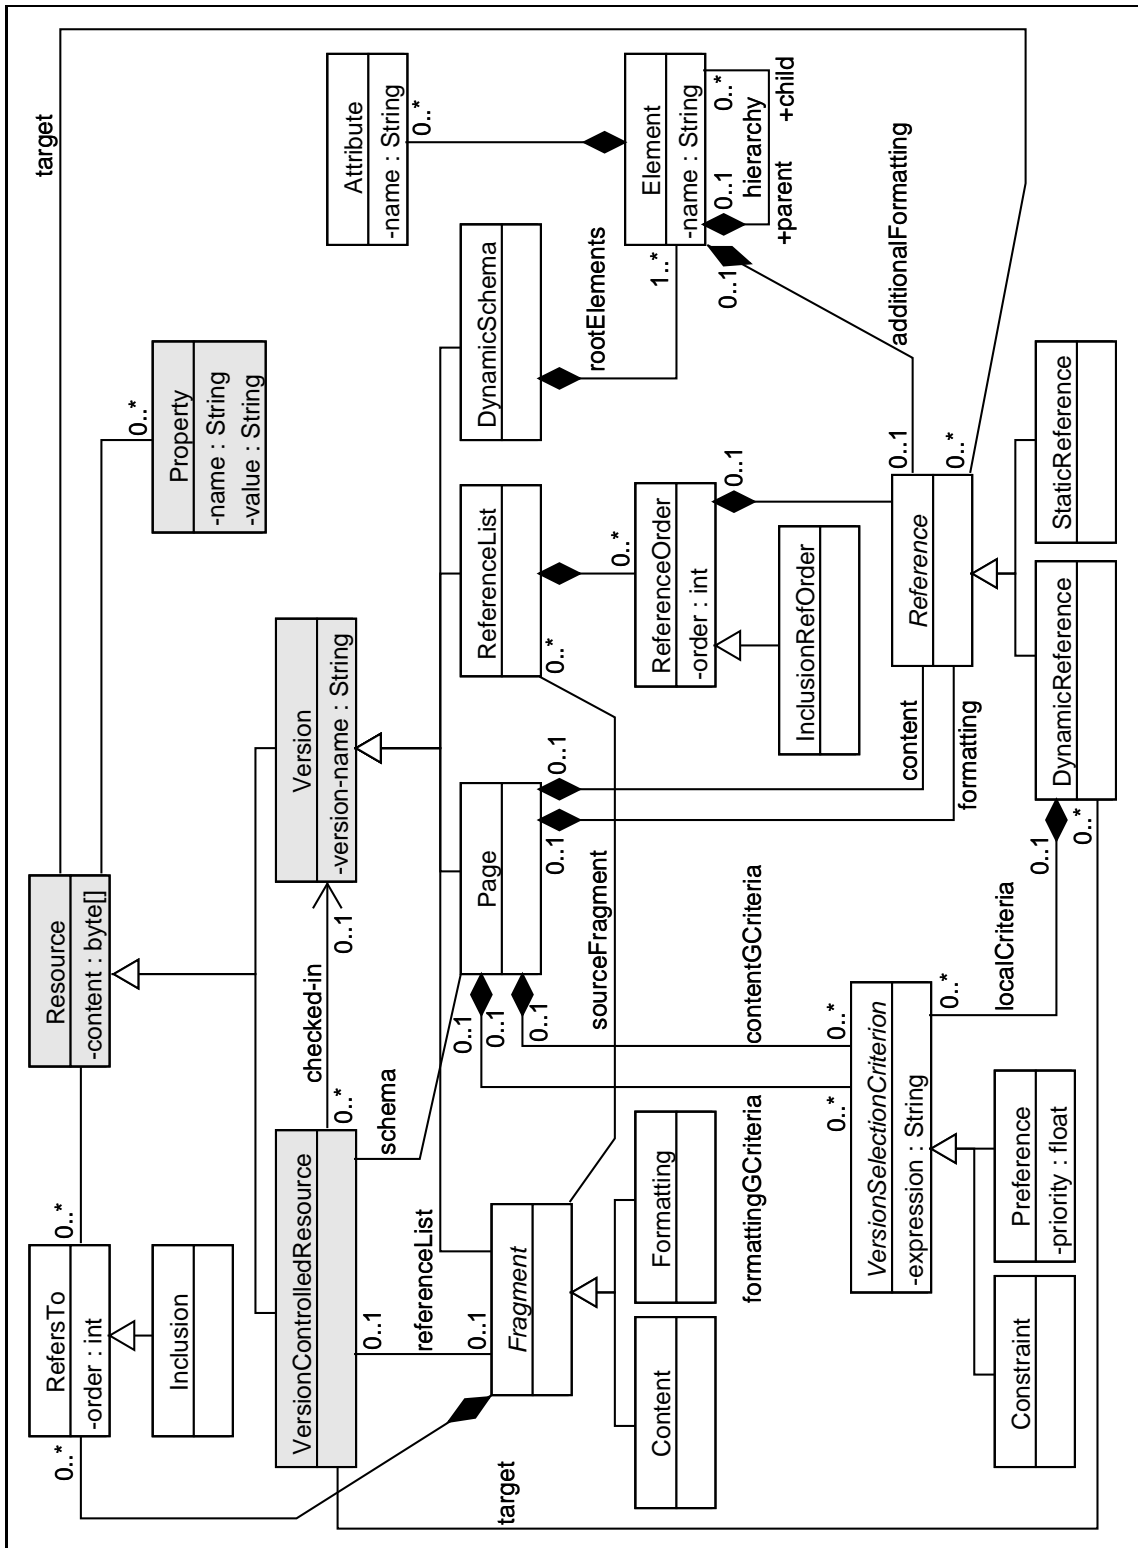 target
RefersTo
-order : int
0..*
0..*
Resource
-content : byte[]
Inclusion
Property
-name : String
-value : String
0..*
VersionControlledResource
checked-in
0..*
0..1
Version
-version-name : String
Attribute
-name : String
0..*
0..1
referenceList
0..1
schema
target
Fragment
0..1
0..1
0..1
Page
0..1
0..1
ReferenceList
0..*
DynamicSchema
rootElements
1..*
Element
-name : String
0..1
0..*
hierarchy
+parent
+child
0..1
sourceFragment
0..*
ReferenceOrder
-order : int
0..1
InclusionRefOrder
Content
Formatting
formattingGCriteria
contentGCriteria
0..*
0..*
VersionSelectionCriterion
-expression : String
0..*
localCriteria
content
formatting
Reference
0..1
additionalFormatting
0..*
Constraint
Preference
-priority : float
0..1
DynamicReference
0..*
StaticReference